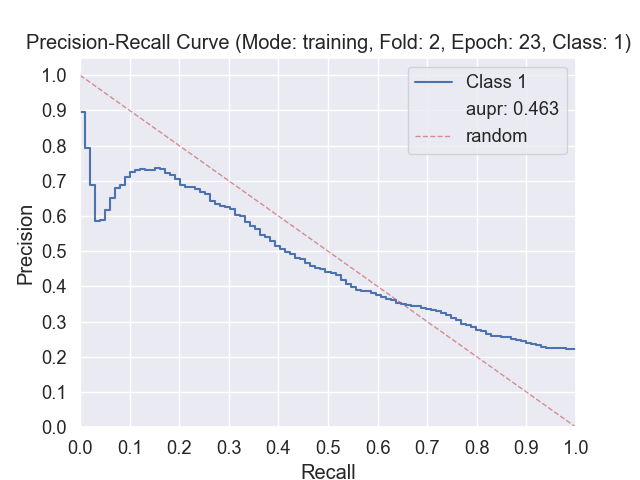 Precision-Recall Curve (Mode: training, Fold: 2, Epoch: 23, Class: 1)
Class 1
aupr: 0.463
random
Precision
1.0
0.9
0.8
0.7
0.6
0.5
0.4
0.3
0.2
0.1
0.0
0.0 0.1 0.2 0.3 0.4 0.5 0.6 0.7 0.8 0.9 1.0
Recall